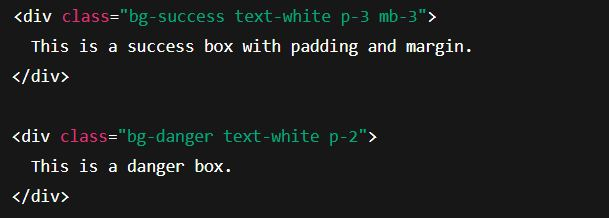 <div class="bg-success text-white p-3 mb-3">
  This is a success box with padding and margin.
</div>

<div class="bg-danger text-white p-2">
  This is a danger box.
</div>